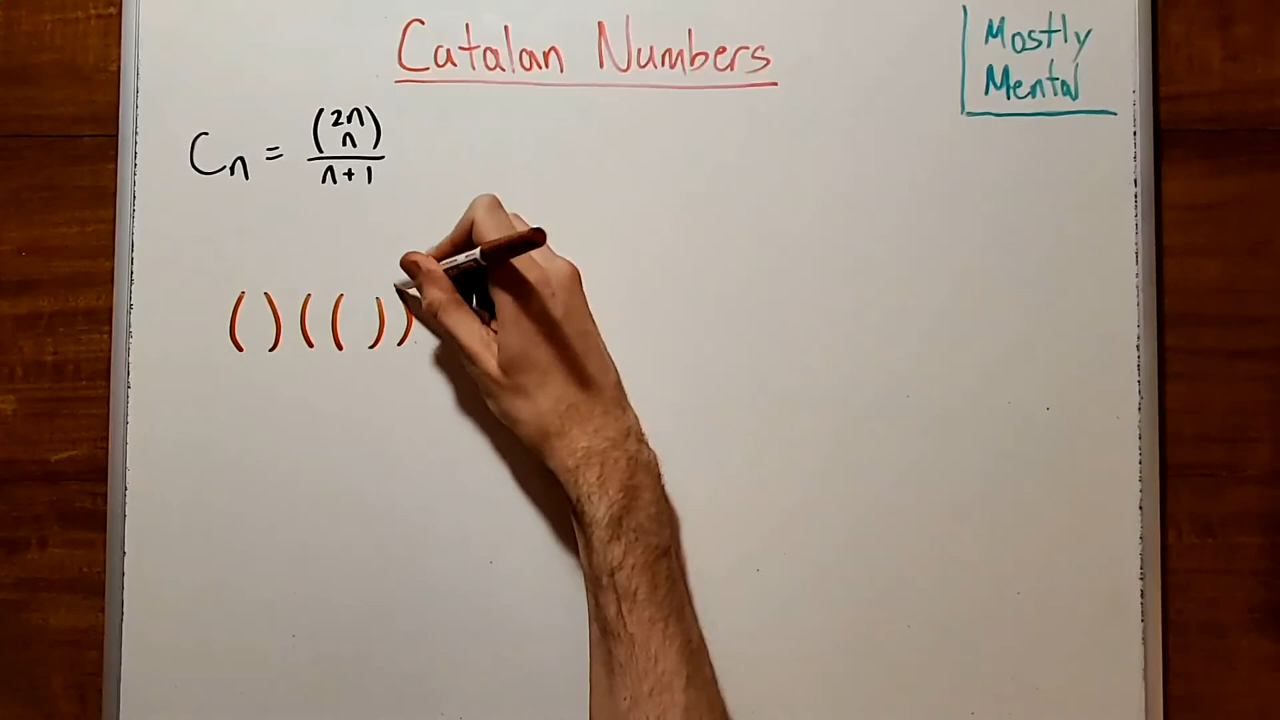 Catalan Numbers
Mostly
Mental
Cn = (2n n) / n+1
()(())